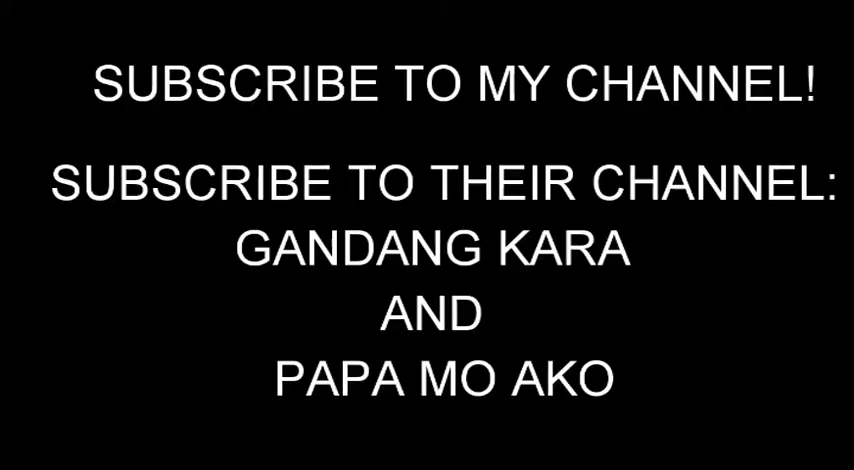 SUBSCRIBE TO MY CHANNEL!
SUBSCRIBE TO THEIR CHANNEL:
GANDANG KARA
AND
PAPA MO AKO